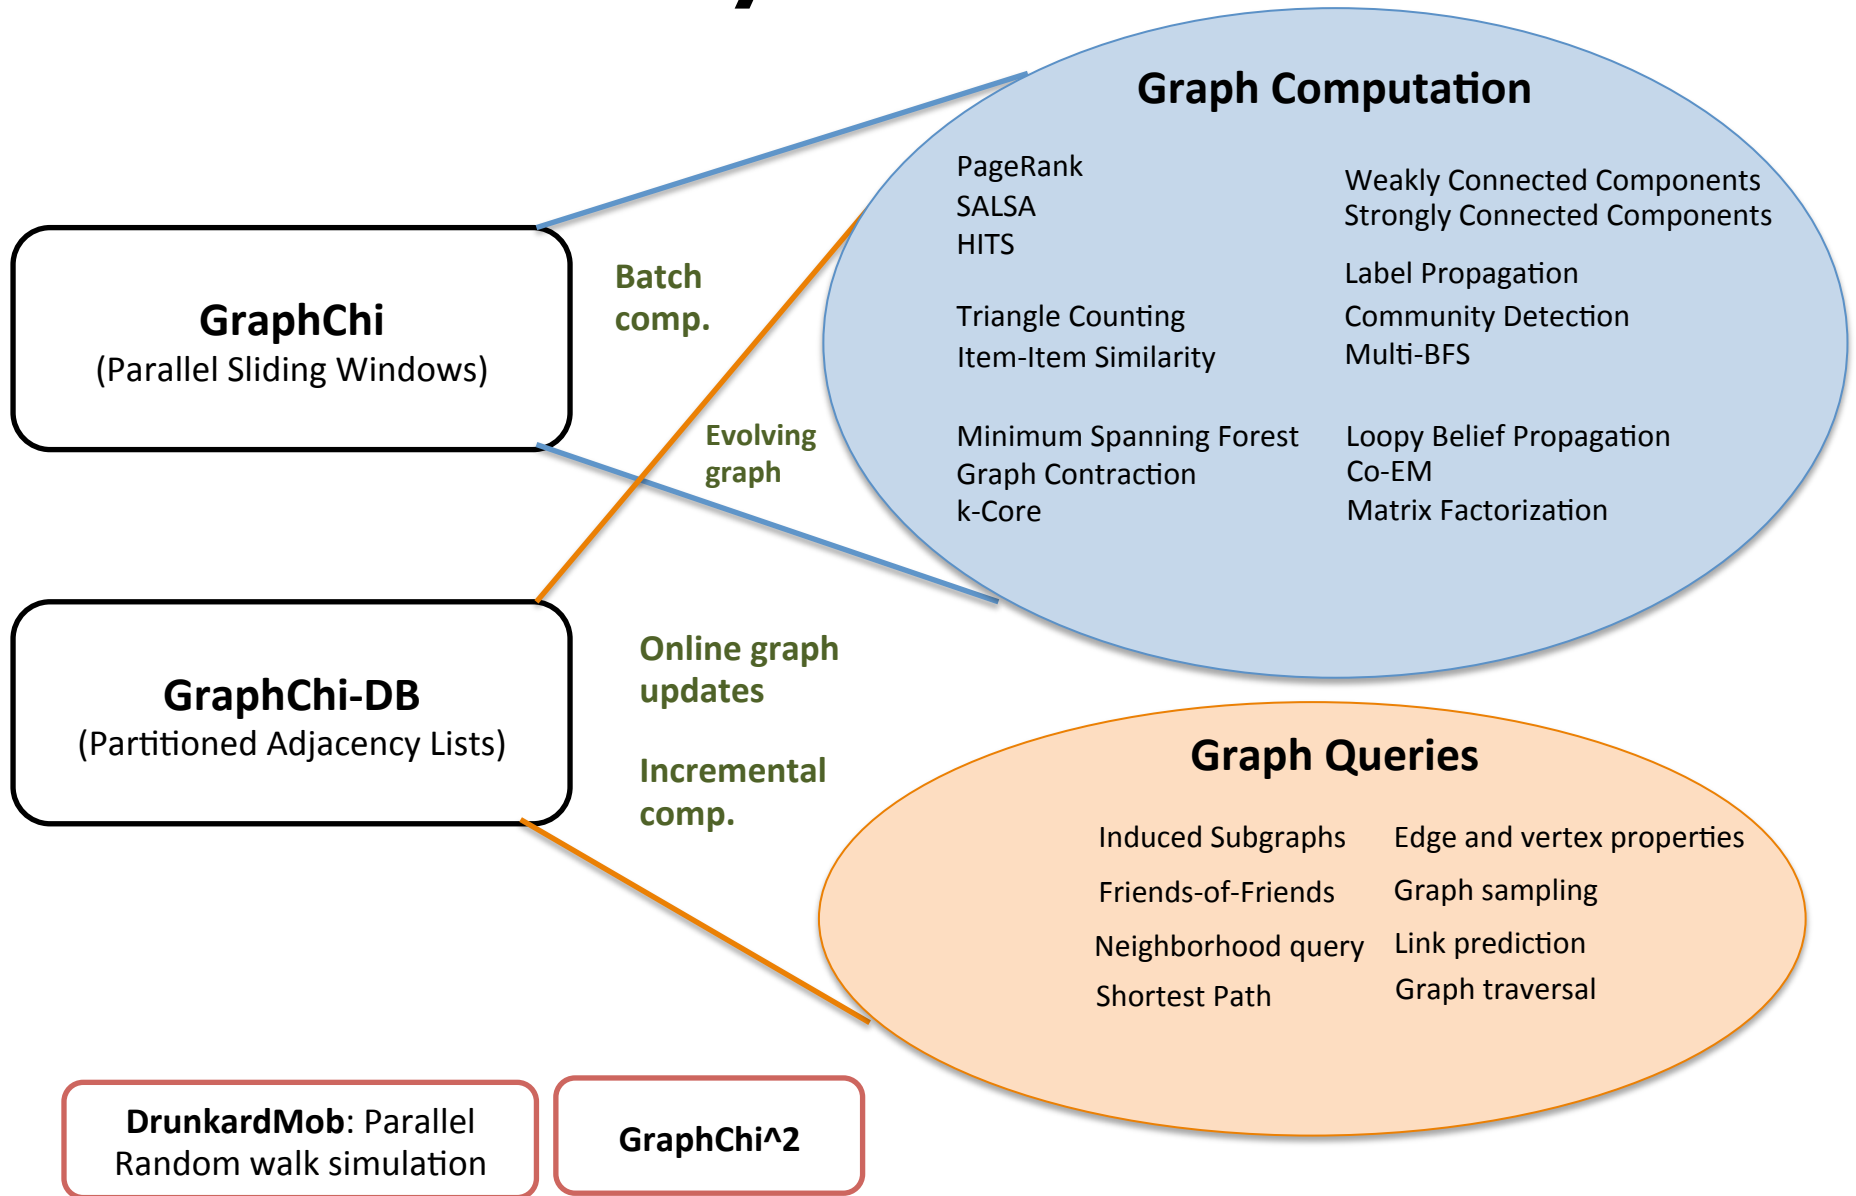 Graph Computation
PageRank
SALSA
HITS
Weakly Connected Components
Strongly Connected Components
Label Propagation
Community Detection
Multi-BFS
Triangle Counting
Item-Item Similarity
Minimum Spanning Forest
Graph Contraction
k-Core
Loopy Belief Propagation
Co-EM
Matrix Factorization
GraphChi
(Parallel Sliding Windows)
Batch
comp.
Evolving
graph
GraphChi-DB
(Partitioned Adjacency Lists)
Online graph
updates
Incremental
comp.
Graph Queries
Induced Subgraphs
Friends-of-Friends
Neighborhood query
Shortest Path
Edge and vertex properties
Graph sampling
Link prediction
Graph traversal
DrunkardMob: Parallel
Random walk simulation
GraphChi^2